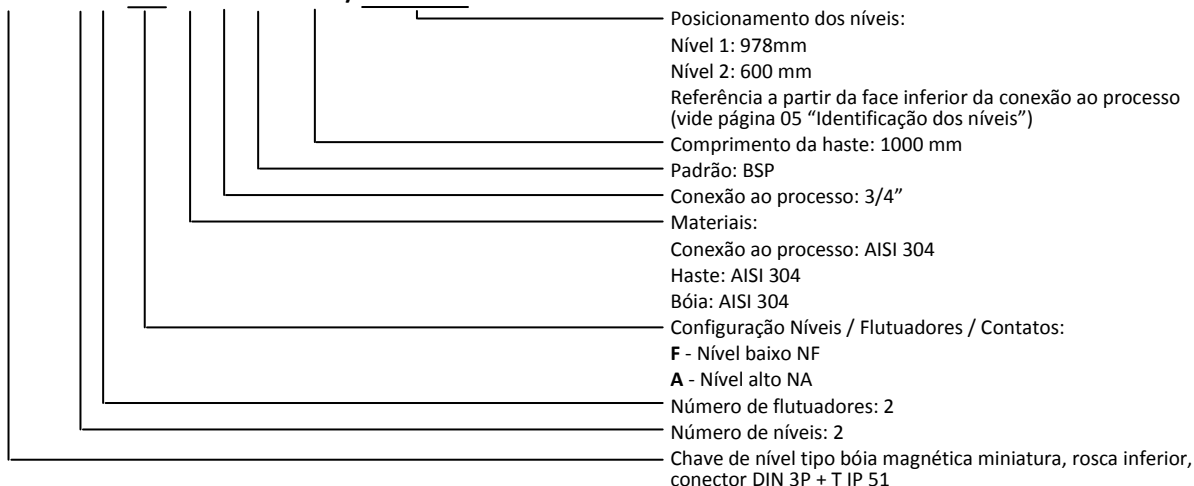 Posicionamento dos níveis:
Nível 1: 978mm
Nível 2: 600 mm
Referência a partir da face inferior da conexão ao processo
(vide página 05 “Identificação dos níveis”)
Comprimento da haste: 1000 mm
Padrão: BSP
Conexão ao processo: 3/4”
Materiais:
Conexão ao processo: AISI 304
Haste: AISI 304
Bóia: AISI 304
Configuração Níveis / Flutuadores / Contatos:
F - Nível baixo NF
A - Nível alto NA
Número de flutuadores: 2
Número de níveis: 2
Chave de nível tipo bóia magnética miniatura, rosca inferior,
conector DIN 3P + T IP 51